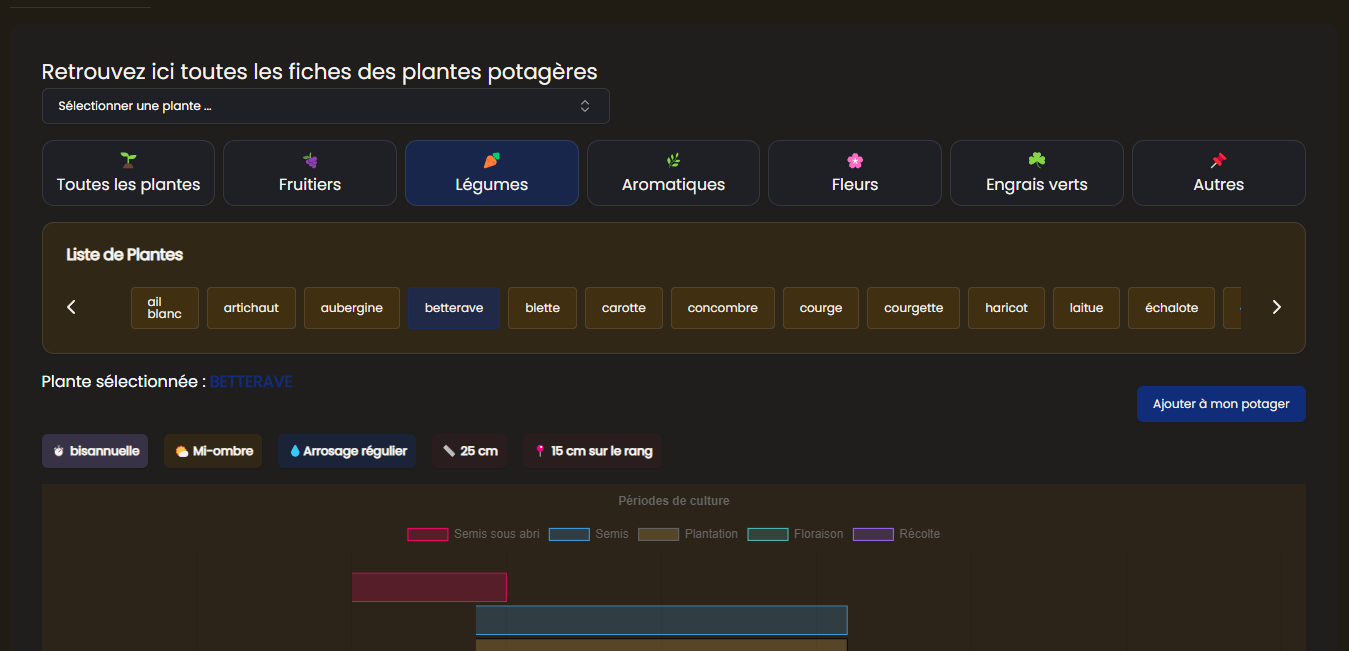 Retrouvez ici toutes les fiches des plantes potagères
Sélectionner une plante ...
Toutes les plantes
Fruitiers
Légumes
Aromatiques
Fleurs
Engrais verts
Autres
Liste de Plantes
ail
blanc
artichaut
aubergine
betterave
blette
carotte
concombre
courge
courgette
haricot
laitue
échalote
Plante sélectionnée : BETTERAVE
Ajouter à mon potager
bisannuelle
Mi-ombre
Arrosage régulier
25 cm
15 cm sur le rang
Périodes de culture
Semis sous abri
Semis
Plantation
Floraison
Récolte